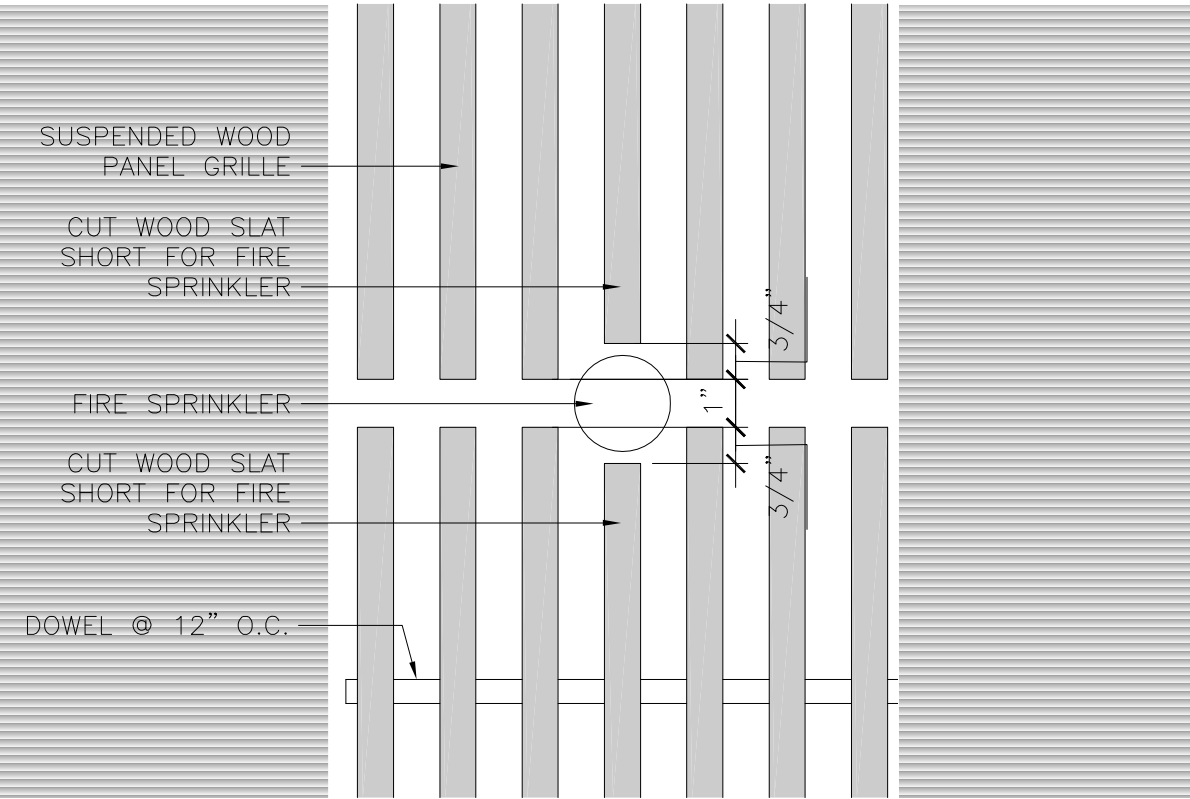 SUSPENDED WOOD
PANEL GRILLE
CUT WOOD SLAT
SHORT FOR FIRE
SPRINKLER
3/4”
FIRE SPRINKLER
1”
CUT WOOD SLAT
SHORT FOR FIRE
SPRINKLER
3/4”
DOWEL @ 12” O.C.